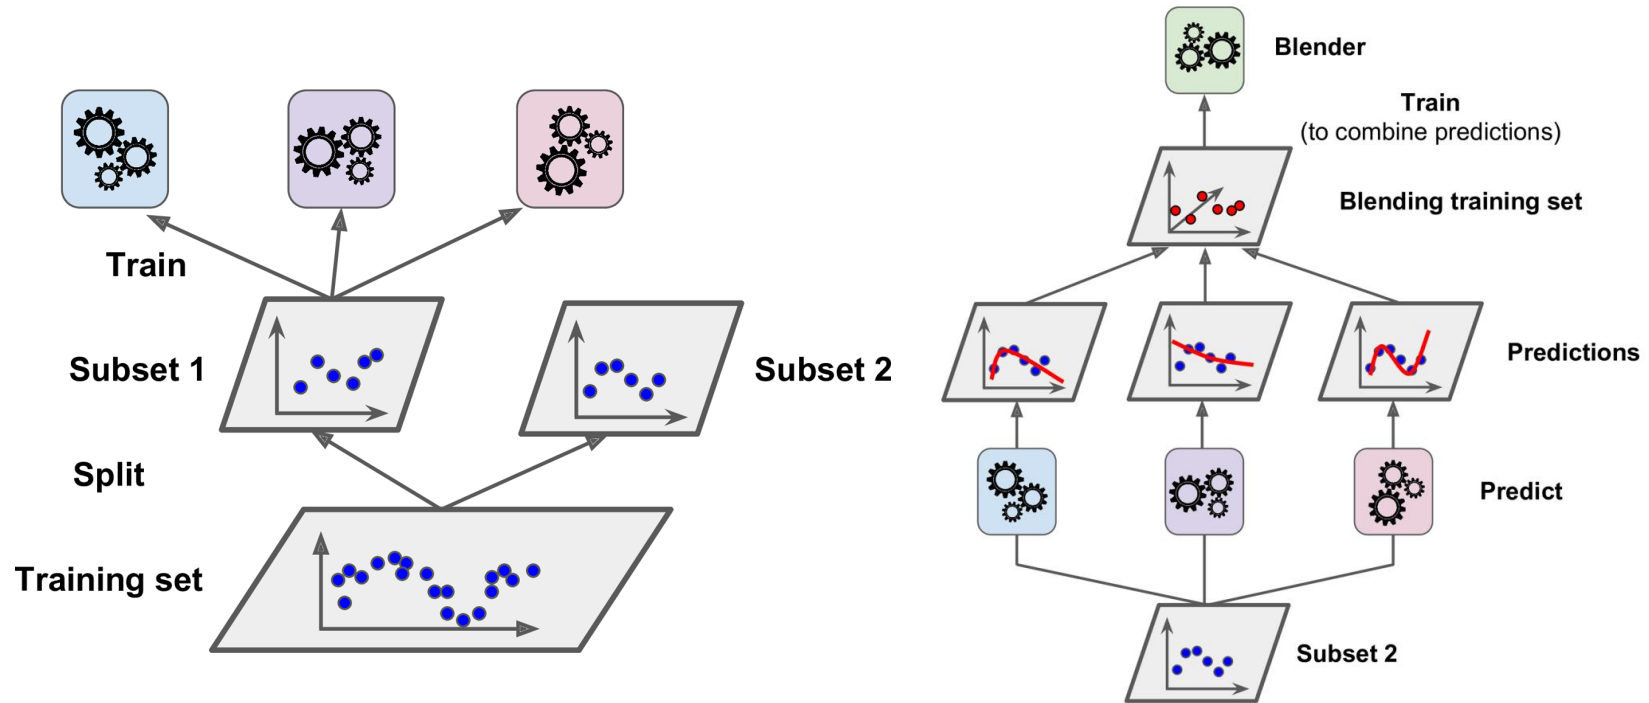 Train
Subset 1
Subset 2
Split
Training set
Blender
Train
(to combine predictions)
Blending training set
Predictions
Predict
Subset 2